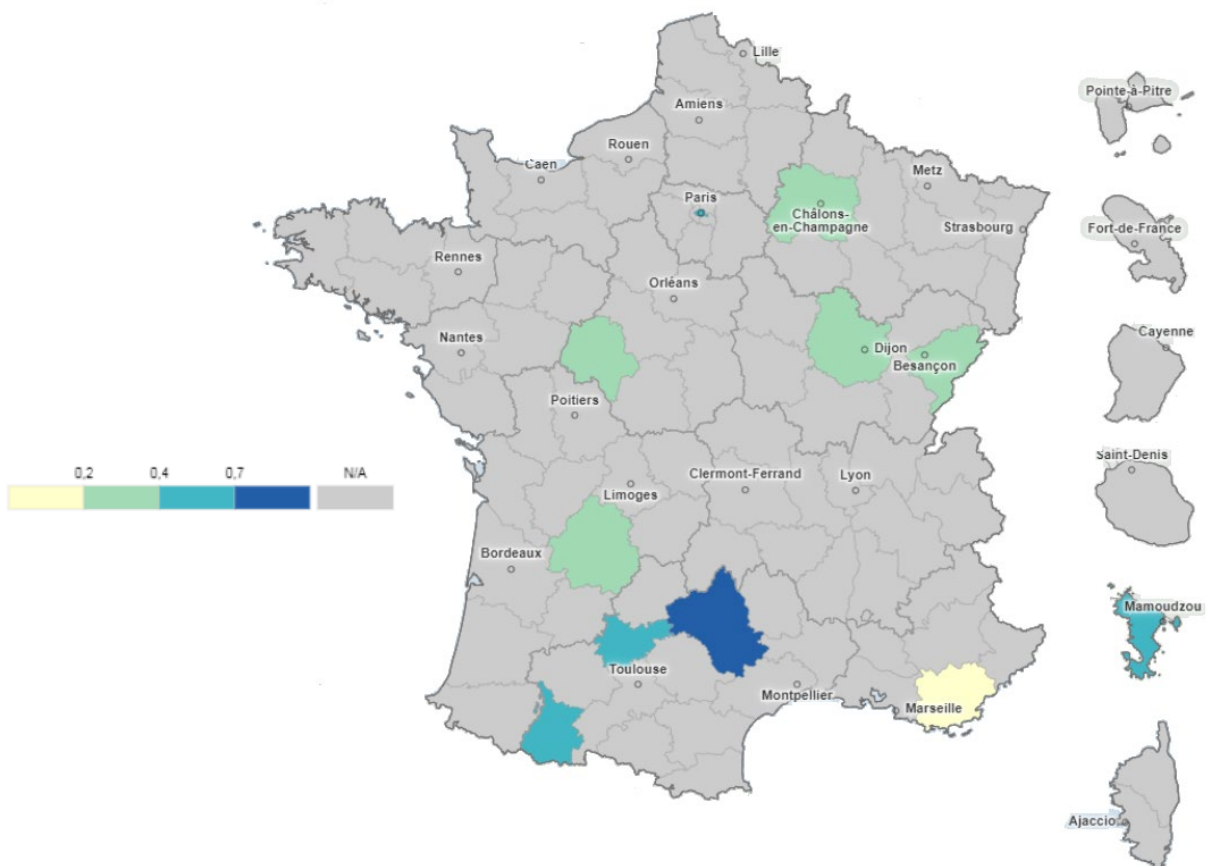 Lille
Pointe-à-Pitre
Amiens
Rouen
Caen
Metz
Paris
Châlons-
en-Champagne
Strasbourg
Fort-de-France
Rennes
Orléans
Nantes
Dijon
Besançon
Cayenne
Poitiers
Saint-Denis
0,2 0,4 0,7 N/A
Clermont-Ferrand
Lyon
Limoges
Bordeaux
Mamoudzou
Toulouse
Montpellier
Marseille
Ajaccio